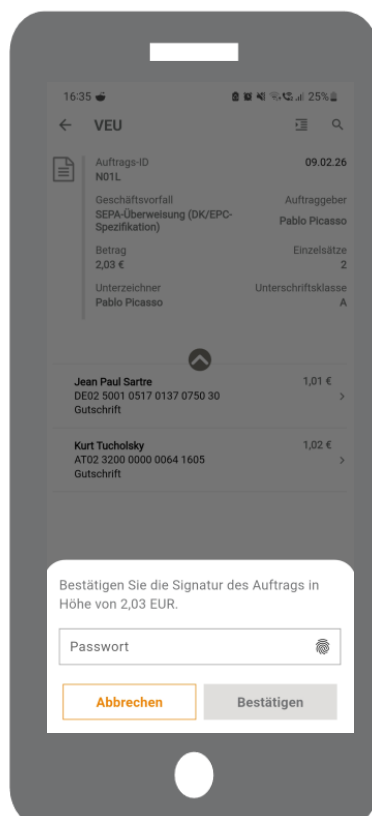 16:35 25%
VEU
Auftrags-ID 09.02.26
N01L
Geschäftsvorfall Auftraggeber
SEPA-Überweisung (DK/EPC- Pablo Picasso
Spezifikation)
Betrag Einzelsätze
2,03 € 2
Unterzeichner Unterschriftsklasse
Pablo Picasso A
Jean Paul Sartre 1,01 €
DE02 5001 0517 0137 0750 30
Gutschrift
Kurt Tucholsky 1,02 €
AT02 3200 0000 0064 1605
Gutschrift
Bestätigen Sie die Signatur des Auftrags in
Höhe von 2,03 EUR.
Passwort
Abbrechen Bestätigen